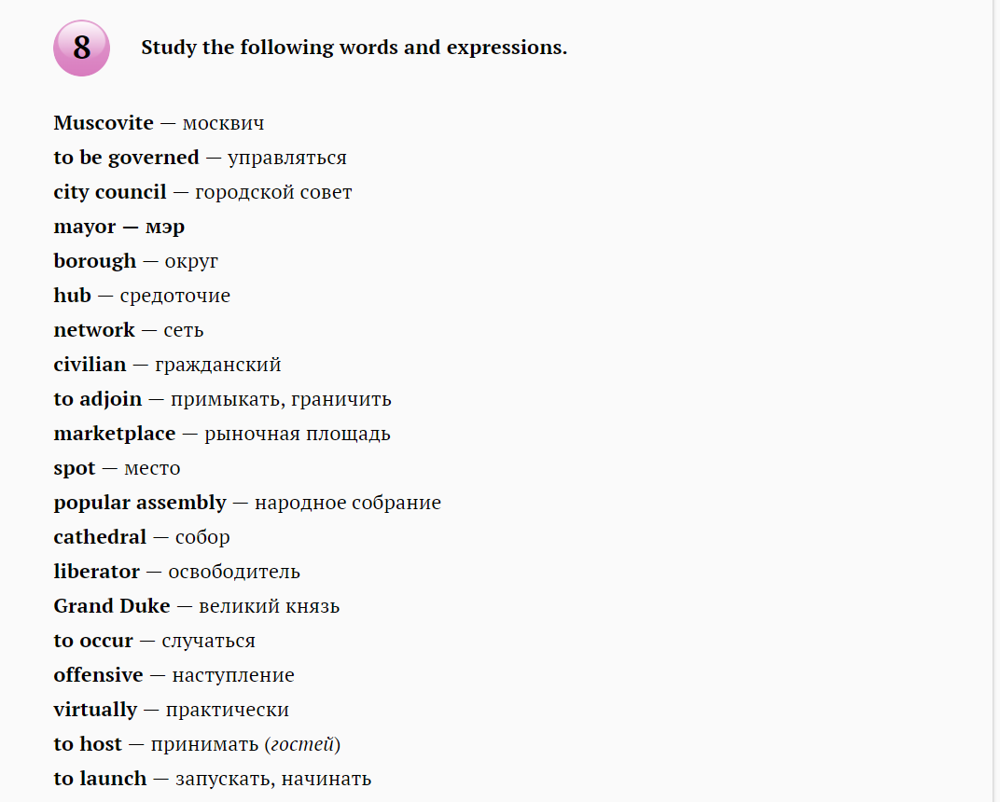 8 Study the following words and expressions.
Muscovite — москвич
to be governed — управляться
city council — городской совет
mayor — мэр
borough — округ
hub — средоточие
network — сеть
civilian — гражданский
to adjoin — примыкать, граничить
marketplace — рыночная площадь
spot — место
popular assembly — народное собрание
cathedral — собор
liberator — освободитель
Grand Duke — великий князь
to occur — случаться
offensive — наступление
virtually — практически
to host — принимать (гостей)
to launch — запускать, начинать